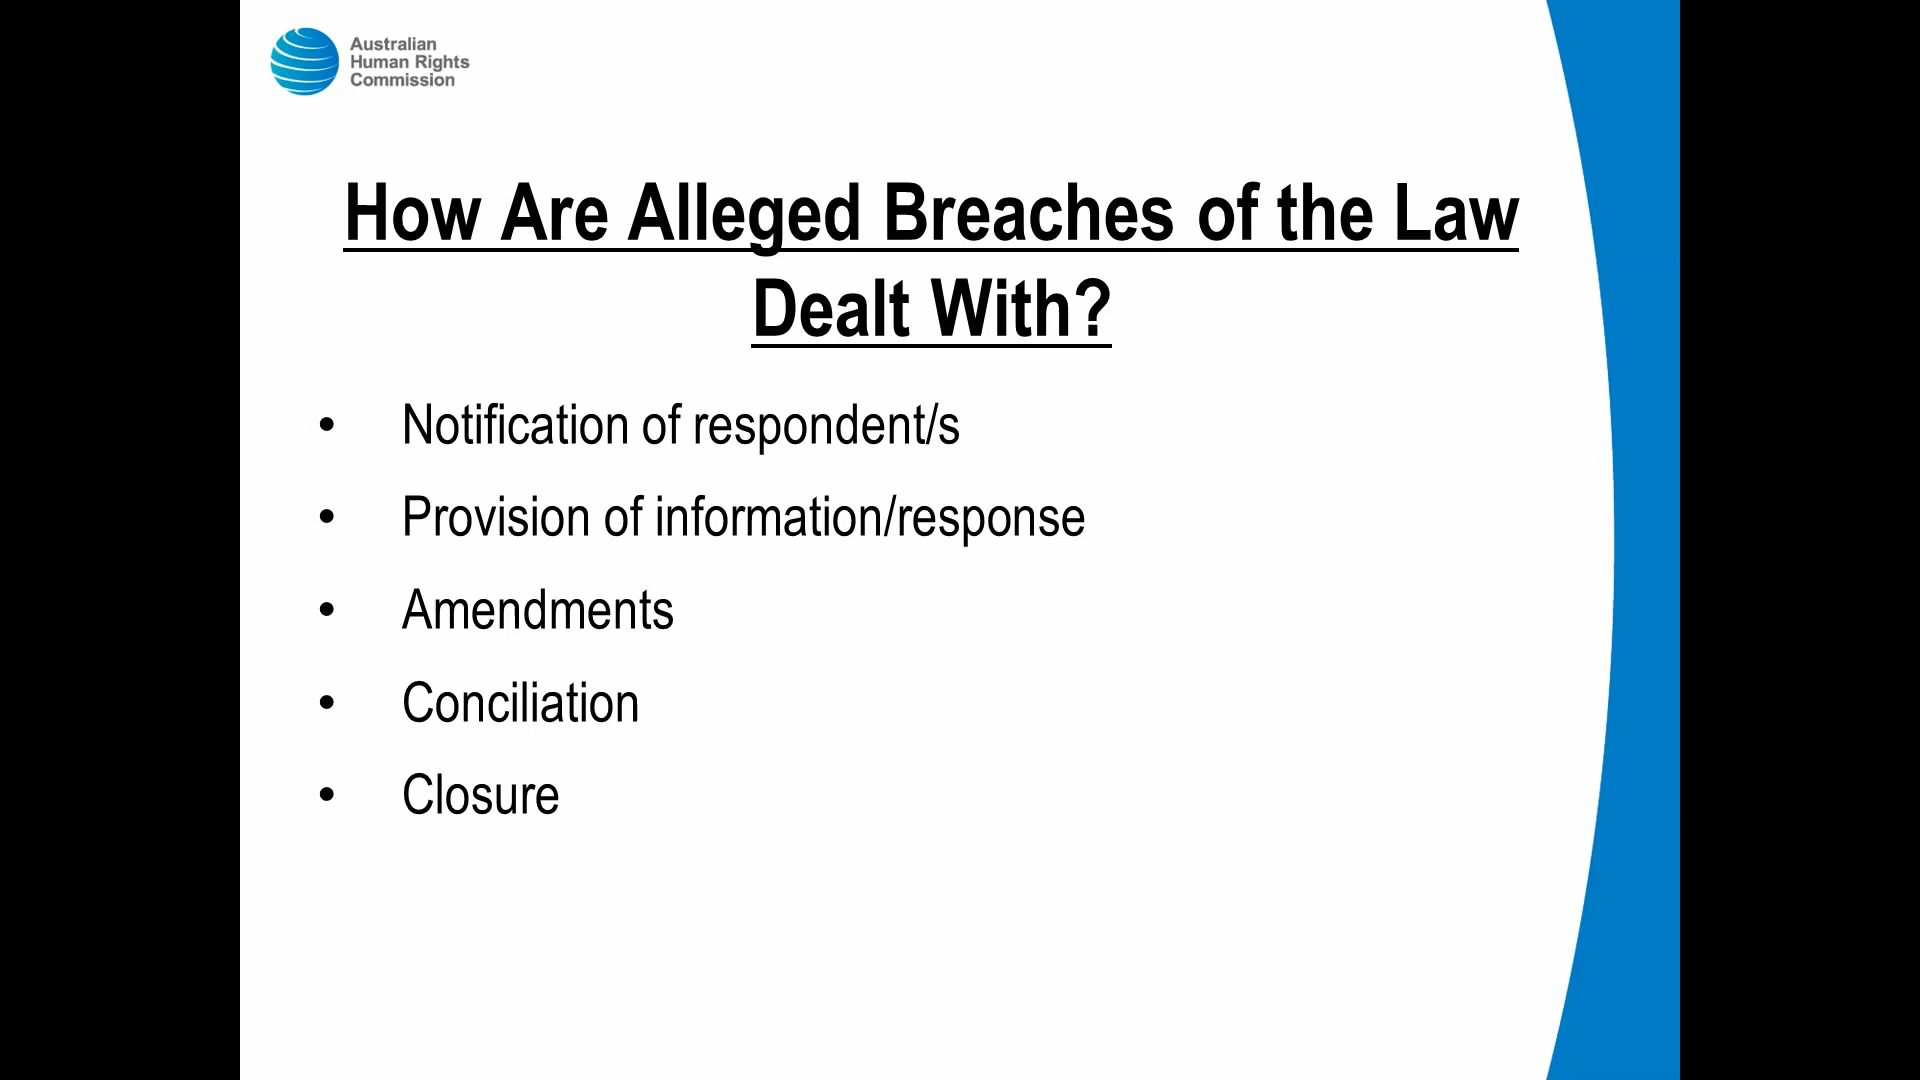 Australian
Human Rights
Commission
How Are Alleged Breaches of the Law
Dealt With?
• Notification of respondent/s
• Provision of information/response
• Amendments
• Conciliation
• Closure